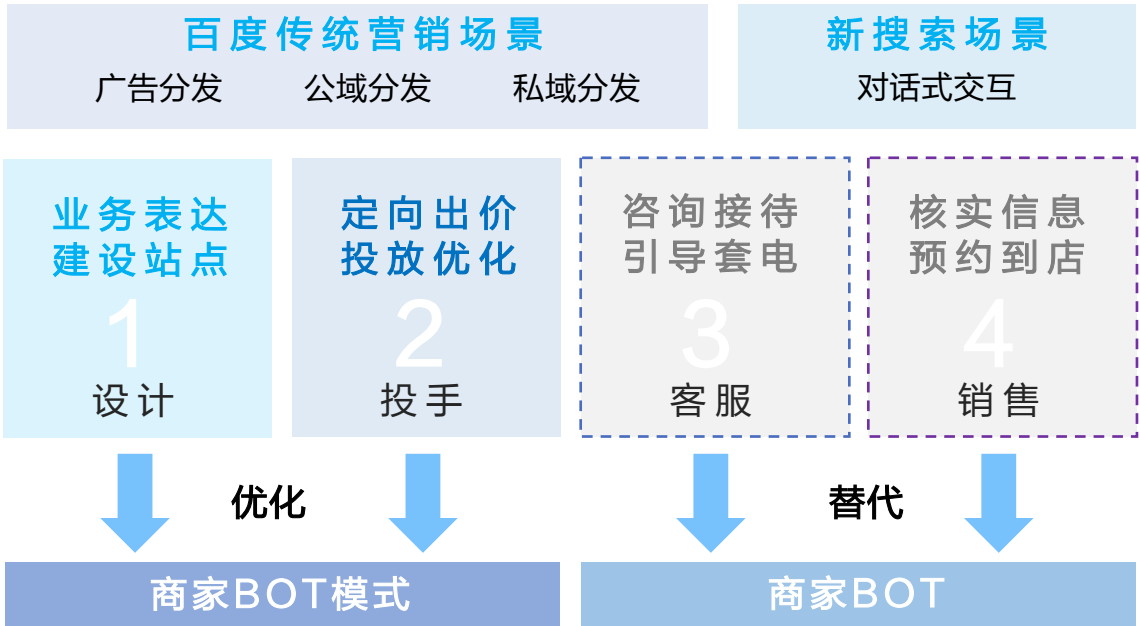 百度传统营销场景
广告分发 公域分发 私域分发
新搜索场景
对话式交互
业务表达
建设站点
1
设计
定向出价
投放优化
2
投手
咨询接待
引导套电
3
客服
核实信息
预约到店
4
销售
优化
替代
商家BOT模式
商家BOT